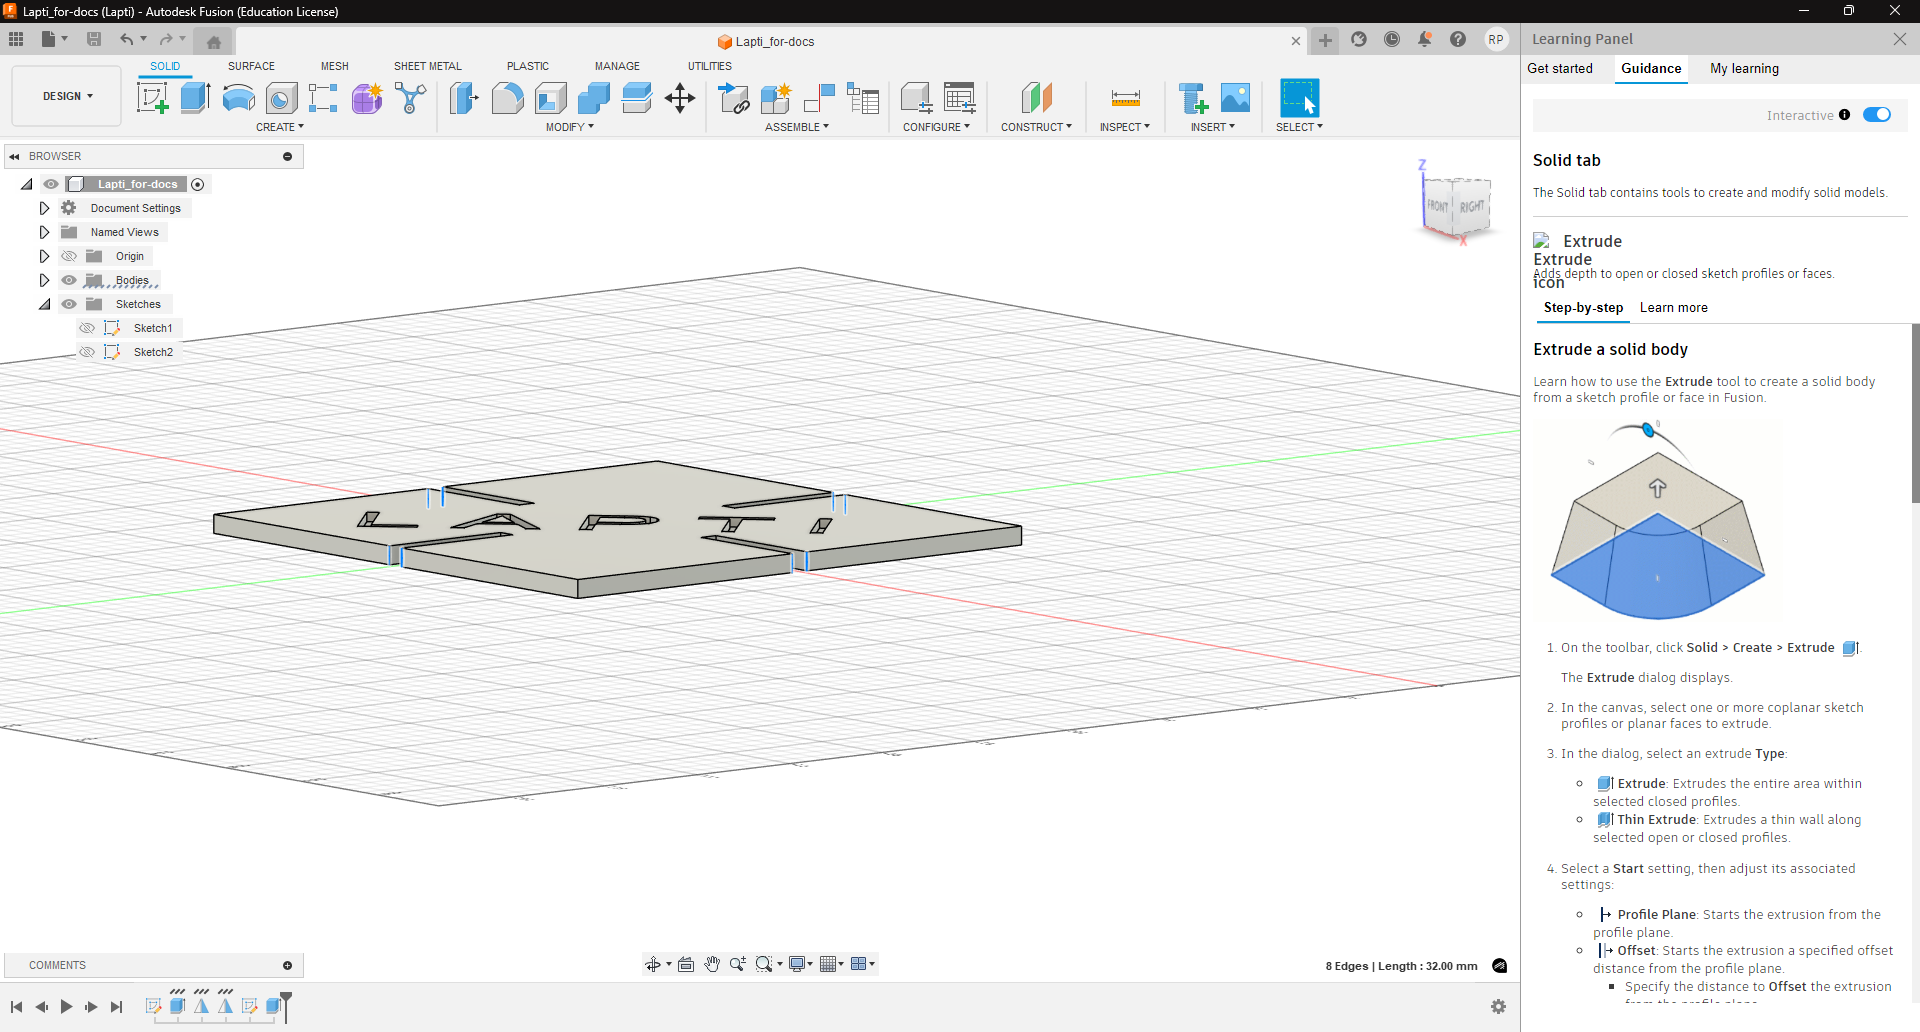 Lapti_for-docs (Lapti) - Autodesk Fusion (Education License)
Lapti_for-docs
RP
DESIGN
SOLID
SURFACE
MESH
SHEET METAL
PLASTIC
MANAGE
UTILITIES
CREATE
MODIFY
ASSEMBLE
CONFIGURE
CONSTRUCT
INSPECT
INSERT
SELECT
BROWSER
Lapti_for-docs
Document Settings
Named Views
Origin
Bodies
Sketches
Sketch1
Sketch2
Z
FRONT
RIGHT
X
LAPTI
COMMENTS
8 Edges | Length : 32.00 mm
Learning Panel
Get started
Guidance
My learning
Interactive
Solid tab
The Solid tab contains tools to create and modify solid models.
Extrude icon
Extrude
Adds depth to open or closed sketch profiles or faces.
Step-by-step
Learn more
Extrude a solid body
Learn how to use the Extrude tool to create a solid body
from a sketch profile or face in Fusion.
1. On the toolbar, click Solid > Create > Extrude .
The Extrude dialog displays.
2. In the canvas, select one or more coplanar sketch
profiles or planar faces to extrude.
3. In the dialog, select an extrude Type:
Extrude: Extrudes the entire area within
selected closed profiles.
Thin Extrude: Extrudes a thin wall along
selected open or closed profiles.
4. Select a Start setting, then adjust its associated
settings:
Profile Plane: Starts the extrusion from the
profile plane.
Offset: Starts the extrusion a specified offset
distance from the profile plane.
Specify the distance to Offset the extrusion